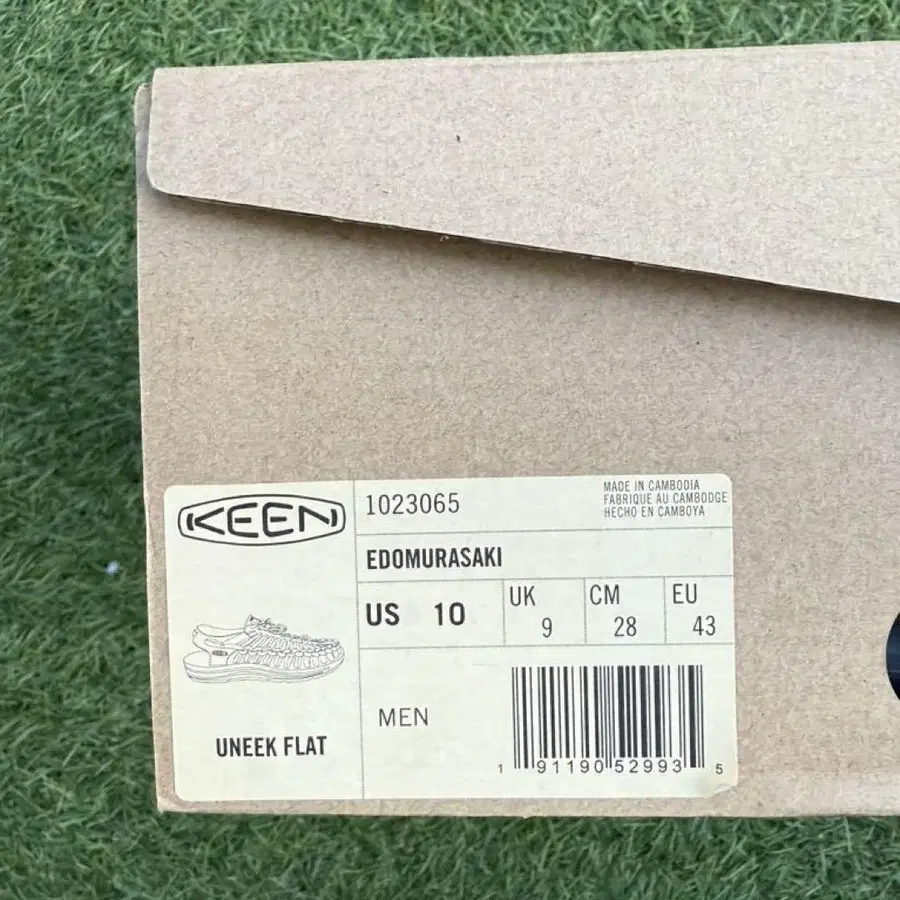 KEEN
1023065
MADE IN CAMBODIA
FABRIQUE AU CAMBODGE
HECHO EN CAMBOYA
EDOMURASAKI
US 10
UK 9
CM 28
EU 43
MEN
UNEEK FLAT
1 91190 52993 5